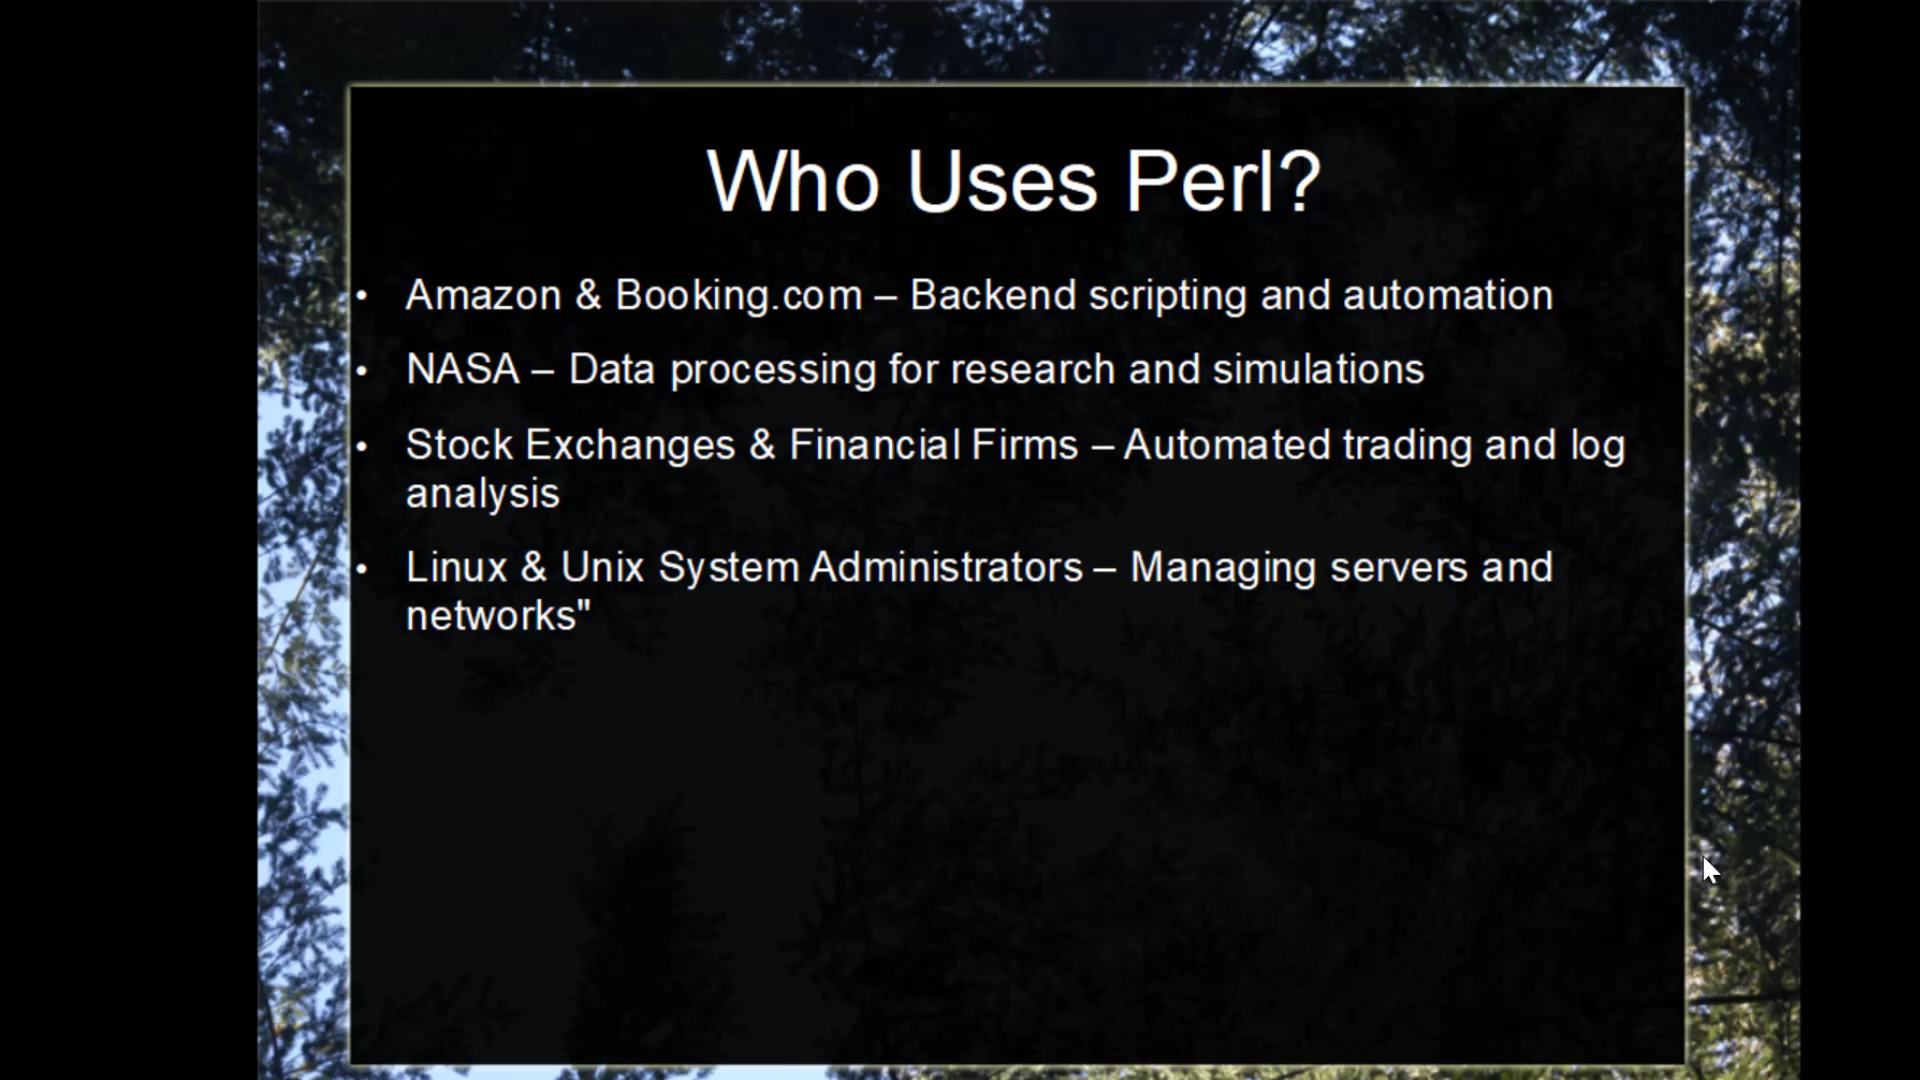 Who Uses Perl?
• Amazon & Booking.com – Backend scripting and automation
• NASA – Data processing for research and simulations
• Stock Exchanges & Financial Firms – Automated trading and log
analysis
• Linux & Unix System Administrators – Managing servers and
networks"